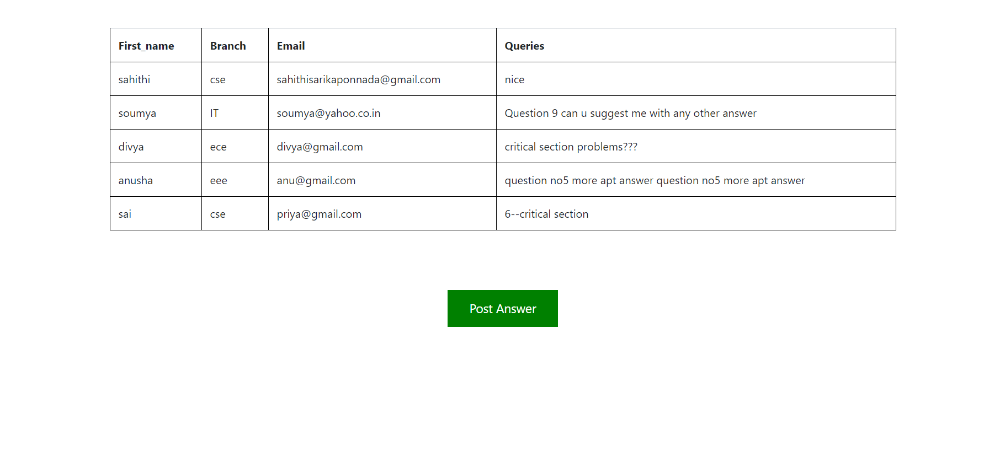 First_name Branch Email Queries
sahithi cse sahithisarikaponnada@gmail.com nice
soumya IT soumya@yahoo.co.in Question 9 can u suggest me with any other answer
divya ece divya@gmail.com critical section problems???
anusha eee anu@gmail.com question no5 more apt answer question no5 more apt answer
sai cse priya@gmail.com 6--critical section
Post Answer